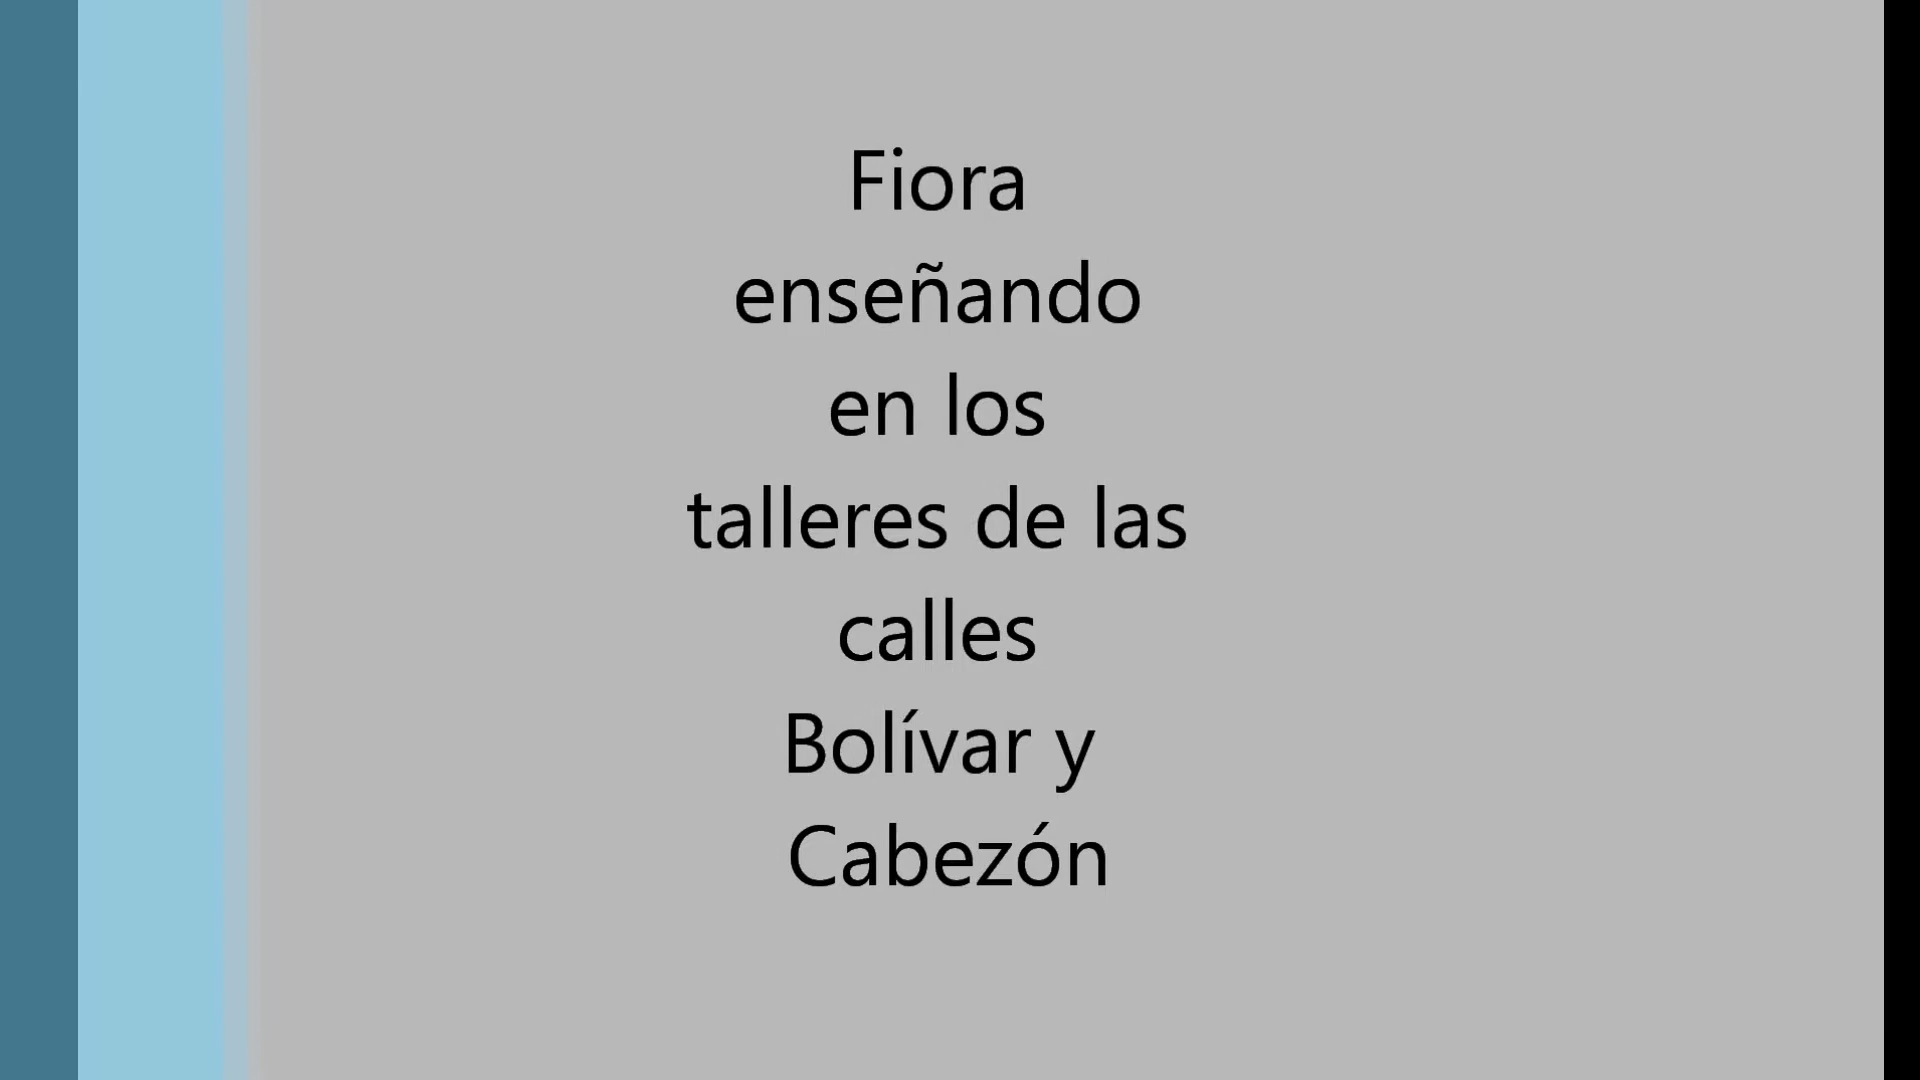 Fiora
enseñando
en los
talleres de las
calles
Bolívar y
Cabezón